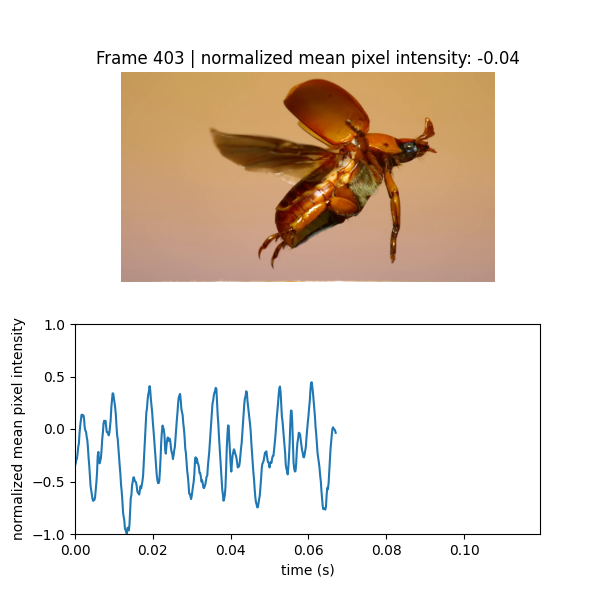 Frame 403 | normalized mean pixel intensity: -0.04
normalized mean pixel intensity
1.0
0.5
0.0
−0.5
−1.0
0.00 0.02 0.04 0.06 0.08 0.10
time (s)